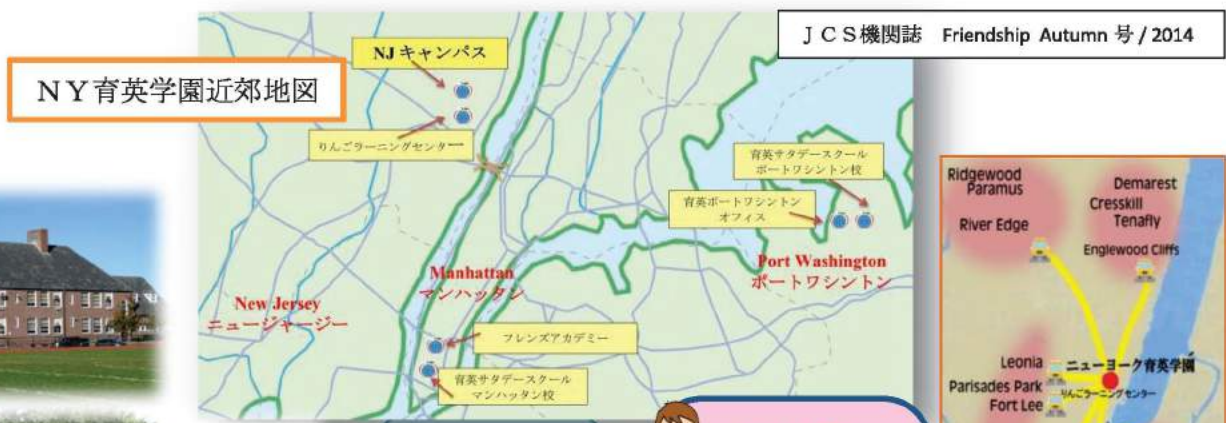 JCS機関誌 Friendship Autumn 号 / 2014
NY育英学園近郊地図
NJ キャンパス
りんごラーニングセンター
育英サタデースクール
ポートワシントン校
育英ポートワシントン
オフィス
Port Washington
ポートワシントン
Manhattan
マンハッタン
New Jersey
ニュージャージー
フレンズアカデミー
育英サタデースクール
マンハッタン校
Ridgewood
Paramus
River Edge
Demarest
Cresskill
Tenafly
Englewood Cliffs
Leonia
Parisades Park
Fort Lee
ニューヨーク育英学園
りんごラーニングセンター